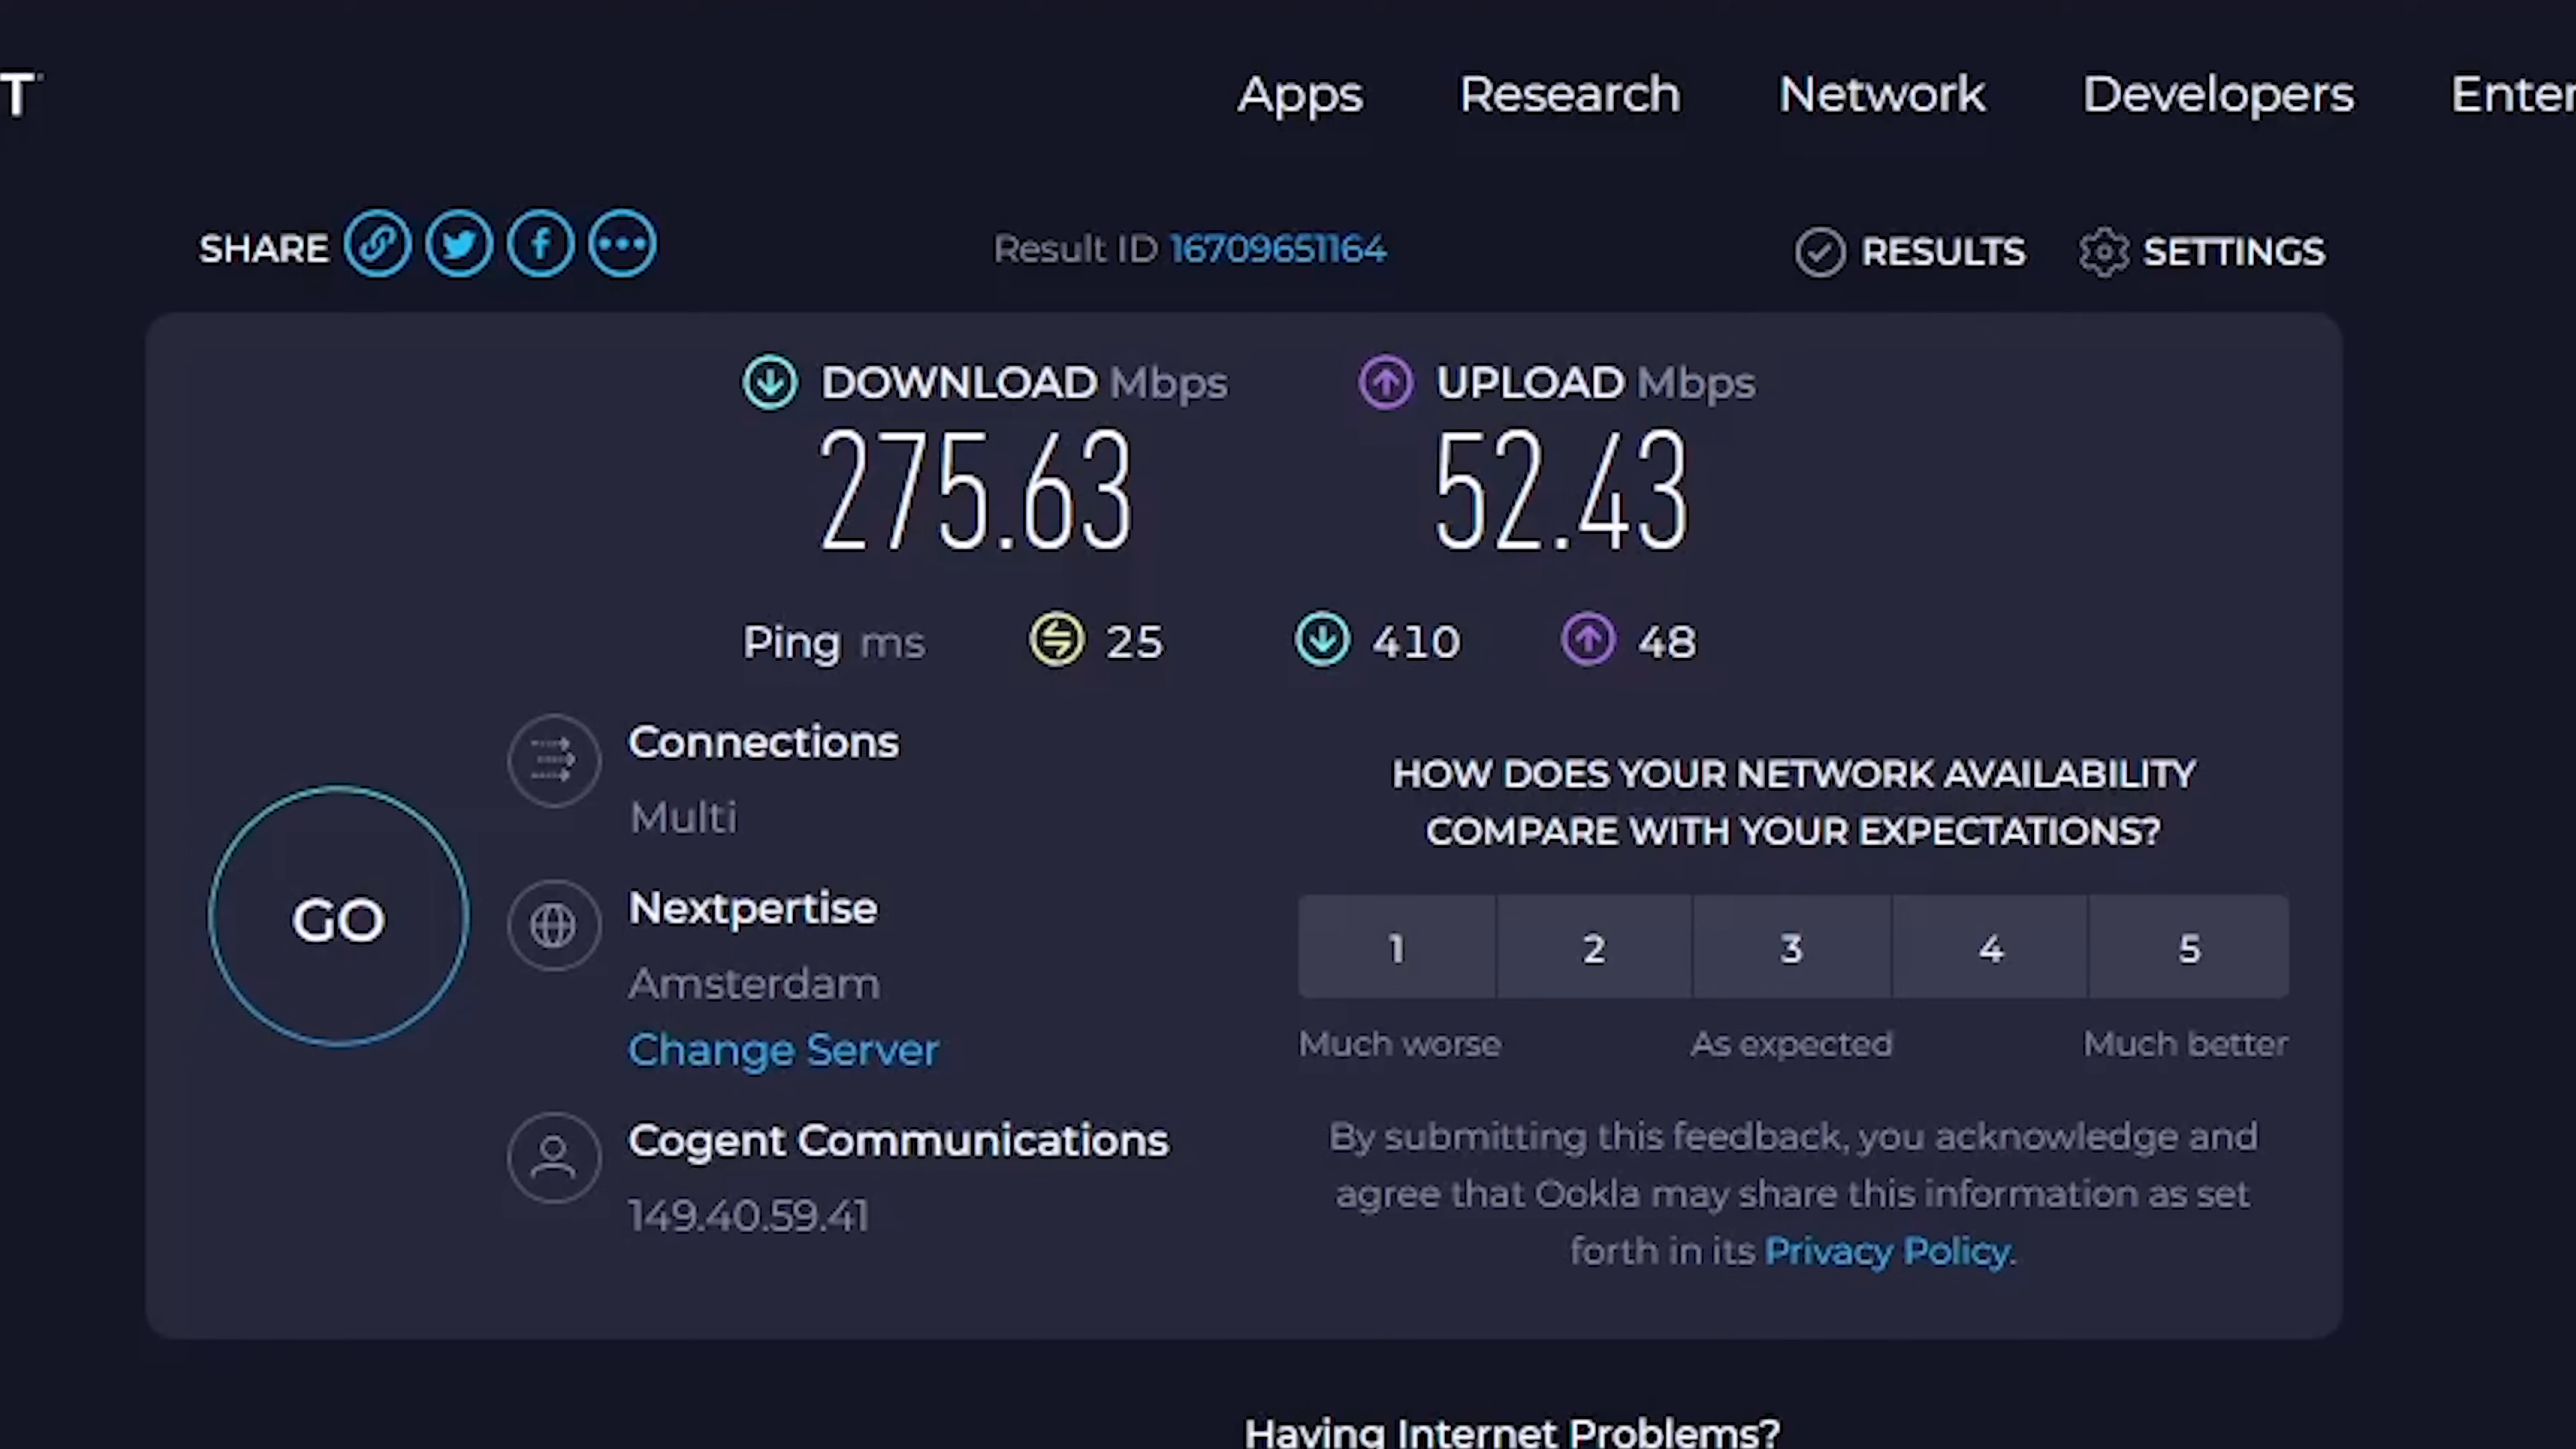 T
Apps Research Network Developers Enter
SHARE
Result ID 16709651164
RESULTS SETTINGS
DOWNLOAD Mbps
275.63
UPLOAD Mbps
52.43
Ping ms 25 410 48
Connections
Multi
GO
Nextpertise
Amsterdam
Change Server
Cogent Communications
149.40.59.41
HOW DOES YOUR NETWORK AVAILABILITY
COMPARE WITH YOUR EXPECTATIONS?
1 2 3 4 5
Much worse As expected Much better
By submitting this feedback, you acknowledge and
agree that Ookla may share this information as set
forth in its Privacy Policy.
Having Internet Problems?